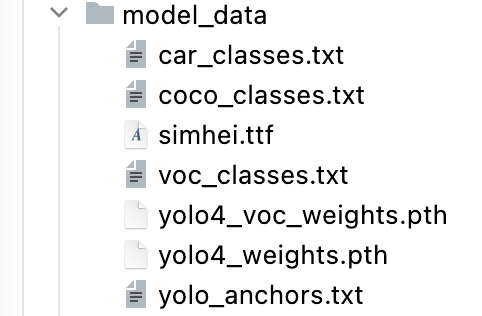 model_data
car_classes.txt
coco_classes.txt
simhei.ttf
voc_classes.txt
yolo4_voc_weights.pth
yolo4_weights.pth
yolo_anchors.txt